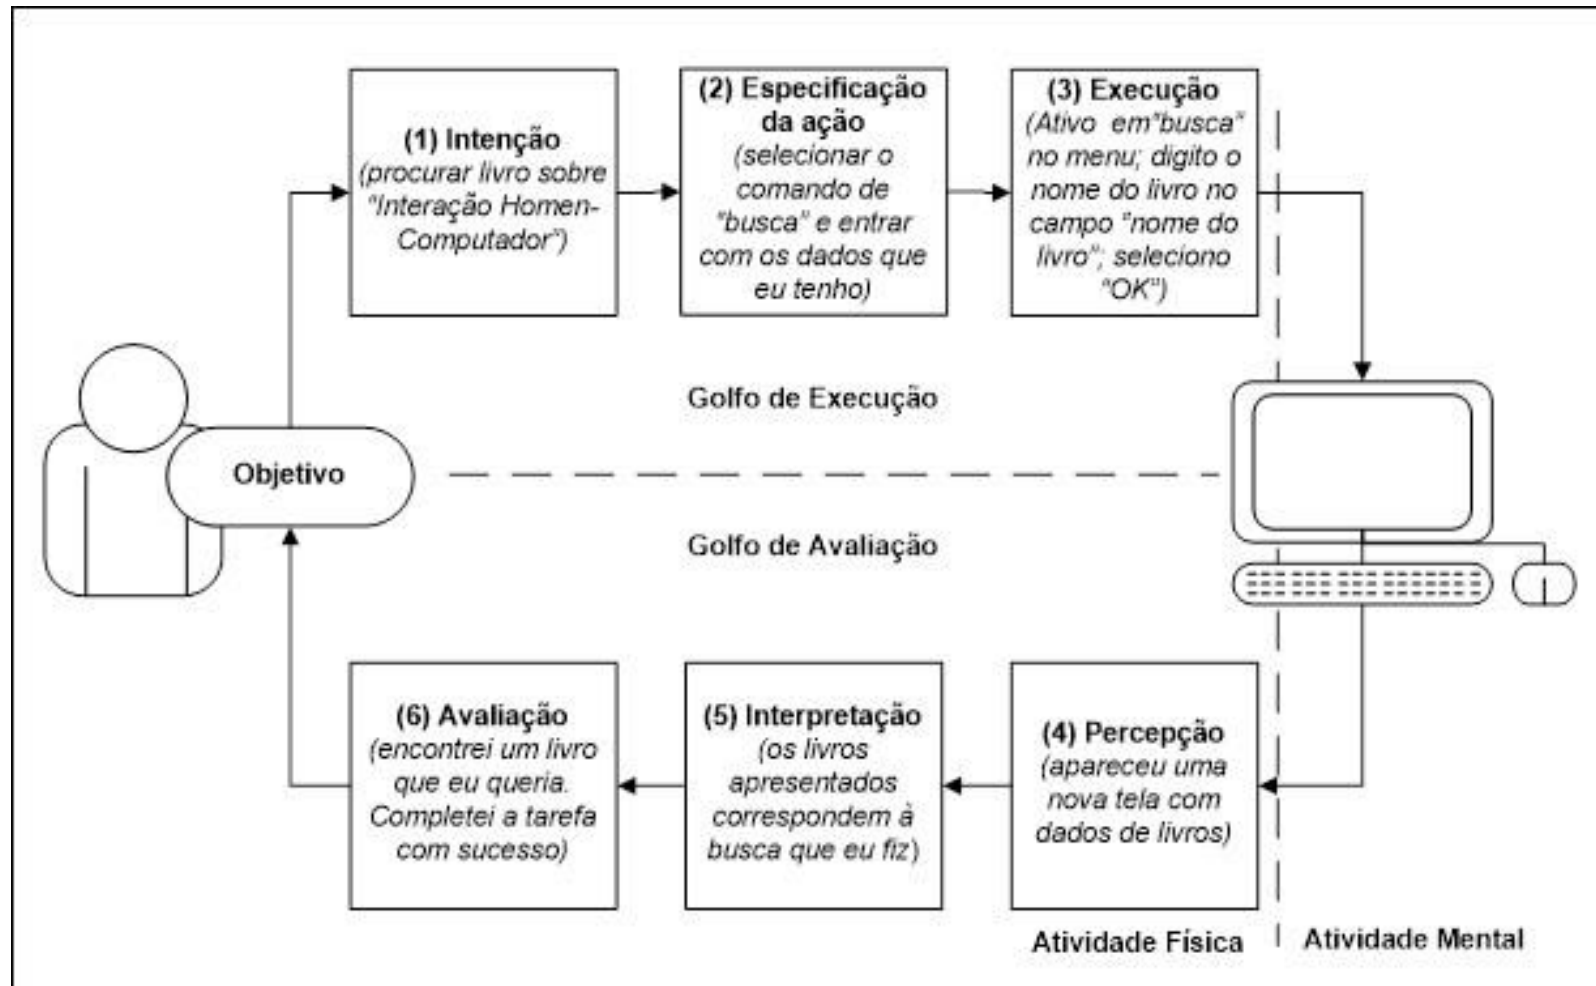 (1) Intenção
(procurar livro sobre
"Interação Homen-
Computador")
(2) Especificação
da ação
(selecionar o
comando de
"busca" e entrar
com os dados que
eu tenho)
(3) Execução
(Ativo em"busca"
no menu; digito o
nome do livro no
campo "nome do
livro"; seleciono
"OK")
Golfo de Execução
Objetivo
Golfo de Avaliação
(6) Avaliação
(encontrei um livro
que eu queria.
Completei a tarefa
com sucesso)
(5) Interpretação
(os livros
apresentados
correspondem à
busca que eu fiz)
(4) Percepção
(apareceu uma
nova tela com
dados de livros)
Atividade Física
Atividade Mental